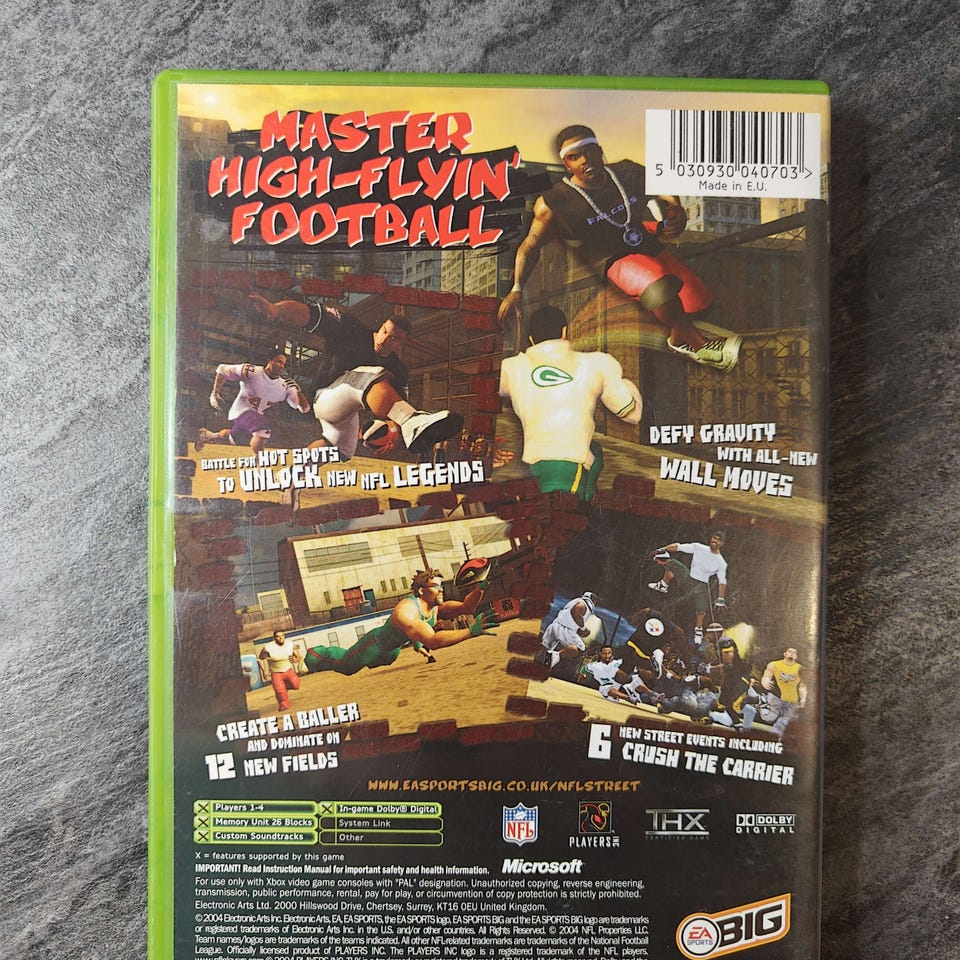 MASTER
HIGH-FLYIN'
FOOTBALL
5 030930 040703 >
Made in E.U.
FALCONS
BATTLE FOR HOT SPOTS
TO UNLOCK NEW NFL LEGENDS
DEFY GRAVITY
WITH ALL-NEW
WALL MOVES
CREATE A BALLER
AND DOMINATE ON
12 NEW FIELDS
6 NEW STREET EVENTS INCLUDING
CRUSH THE CARRIER
WWW.EASPORTSBIG.CO.UK/NFLSTREET
X Players 1-4
X In-game Dolby® Digital
X Memory Unit 26 Blocks
System Link
X Custom Soundtracks
Other
NFL
PLAYERS INC
THX
CERTIFIED GAME
DOLBY
DIGITAL
X = features supported by this game
IMPORTANT! Read Instruction Manual for important safety and health information.
Microsoft®
For use only with Xbox video game consoles with "PAL" designation. Unauthorized copying, reverse engineering,
transmission, public performance, rental, pay for play, or circumvention of copy protection is strictly prohibited.
Electronic Arts Ltd. 2000 Hillswood Drive, Chertsey, Surrey, KT16 0EU United Kingdom.
© 2004 Electronic Arts Inc. Electronic Arts, EA, EA SPORTS, the EA SPORTS logo, EA SPORTS BIG and the EA SPORTS BIG logo are trademarks
or registered trademarks of Electronic Arts Inc. in the U.S. and/or other countries. All Rights Reserved. © 2004 NFL Properties LLC.
Team names/logos are trademarks of the teams indicated. All other NFL-related trademarks are trademarks of the National Football
League. Officially licensed product of PLAYERS INC. The PLAYERS INC logo is a registered trademark of the NFL players.
EA
SPORTS
BIG